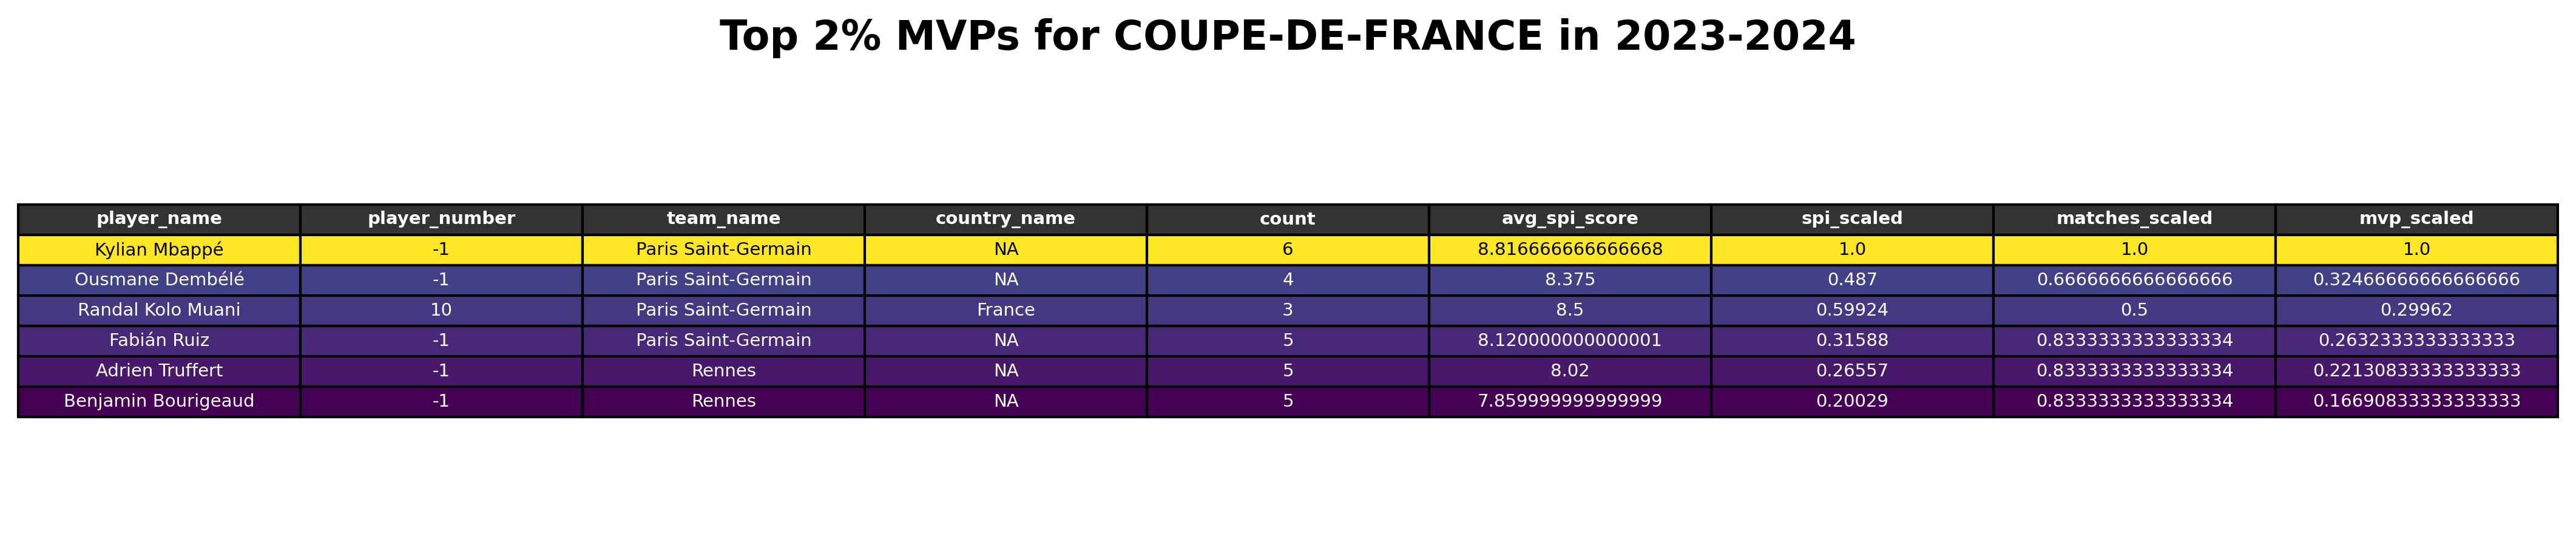 Top 2% MVPs for COUPE-DE-FRANCE in 2023-2024
player_name player_number team_name country_name count avg_spi_score spi_scaled matches_scaled mvp_scaled
Kylian Mbappé -1 Paris Saint-Germain NA 6 8.816666666666668 1.0 1.0 1.0
Ousmane Dembélé -1 Paris Saint-Germain NA 4 8.375 0.487 0.6666666666666666 0.32466666666666666
Randal Kolo Muani 10 Paris Saint-Germain France 3 8.5 0.59924 0.5 0.29962
Fabián Ruiz -1 Paris Saint-Germain NA 5 8.120000000000001 0.31588 0.8333333333333334 0.2632333333333333
Adrien Truffert -1 Rennes NA 5 8.02 0.26557 0.8333333333333334 0.22130833333333333
Benjamin Bourigeaud -1 Rennes NA 5 7.859999999999999 0.20029 0.8333333333333334 0.16690833333333333